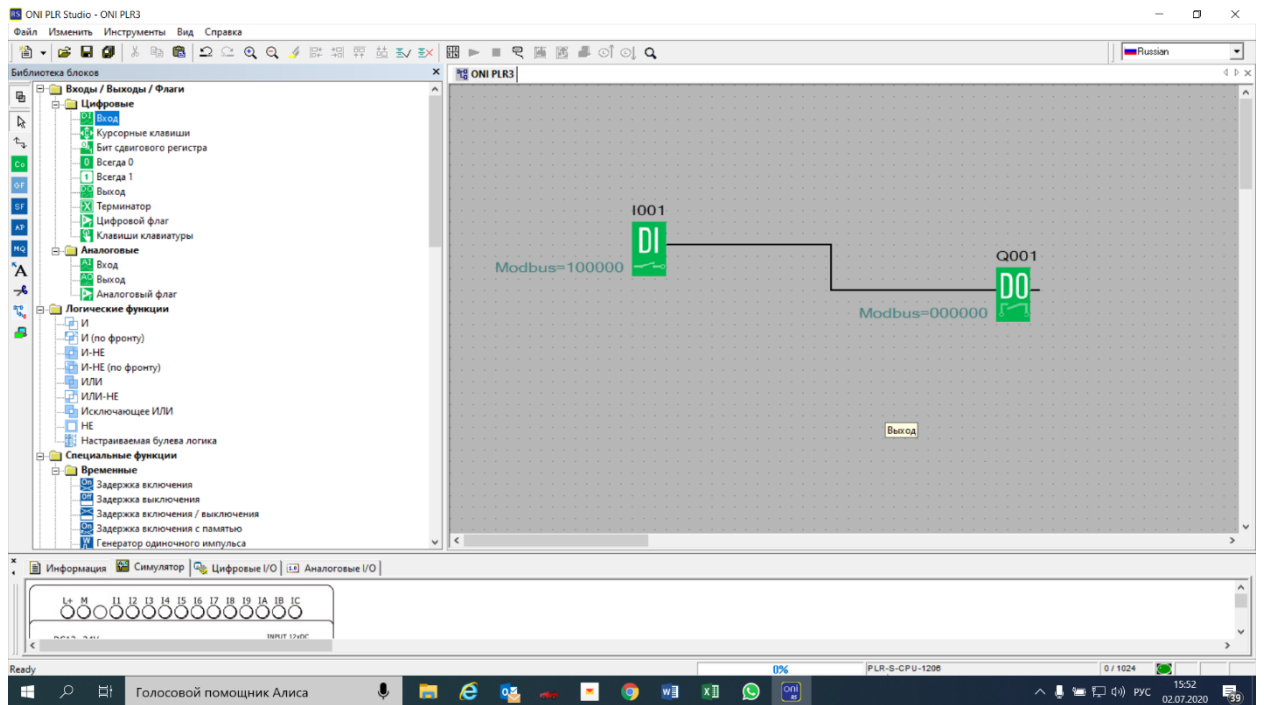 ONI PLR Studio - ONI PLR3
Файл Изменить Инструменты Вид Справка
Russian
Библиотека блоков
ONI PLR3
Входы / Выходы / Флаги
Цифровые
Вход
Курсорные клавиши
Бит сдвигового регистра
Всегда 0
Всегда 1
Выход
Терминатор
Цифровой флаг
Клавиши клавиатуры
Аналоговые
Вход
Выход
Аналоговый флаг
Логические функции
И
И (по фронту)
И-НЕ
И-НЕ (по фронту)
ИЛИ
ИЛИ-НЕ
Исключающее ИЛИ
НЕ
Настраиваемая булева логика
Специальные функции
Временные
Задержка включения
Задержка выключения
Задержка включения / выключения
Задержка включения с памятью
Генератор одиночного импульса
Co
GF
SF
AP
MQ
A
I001
DI
Modbus=100000
Q001
DO
Modbus=000000
Выход
Информация Симулятор Цифровые I/O Аналоговые I/O
L+ M I1 I2 I3 I4 I5 I6 I7 I8 I9 IA IB IC
Ready 0% PLR-S-CPU-1206 0 / 1024
Голосовой помощник Алиса
РУС
15:52
02.07.2020
39